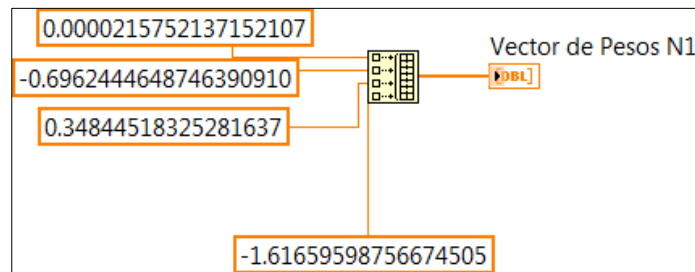 0.0000215752137152107
Vector de Pesos N1
-0.6962444648746390910
DBL]
0.34844518325281637
-1.61659598756674505